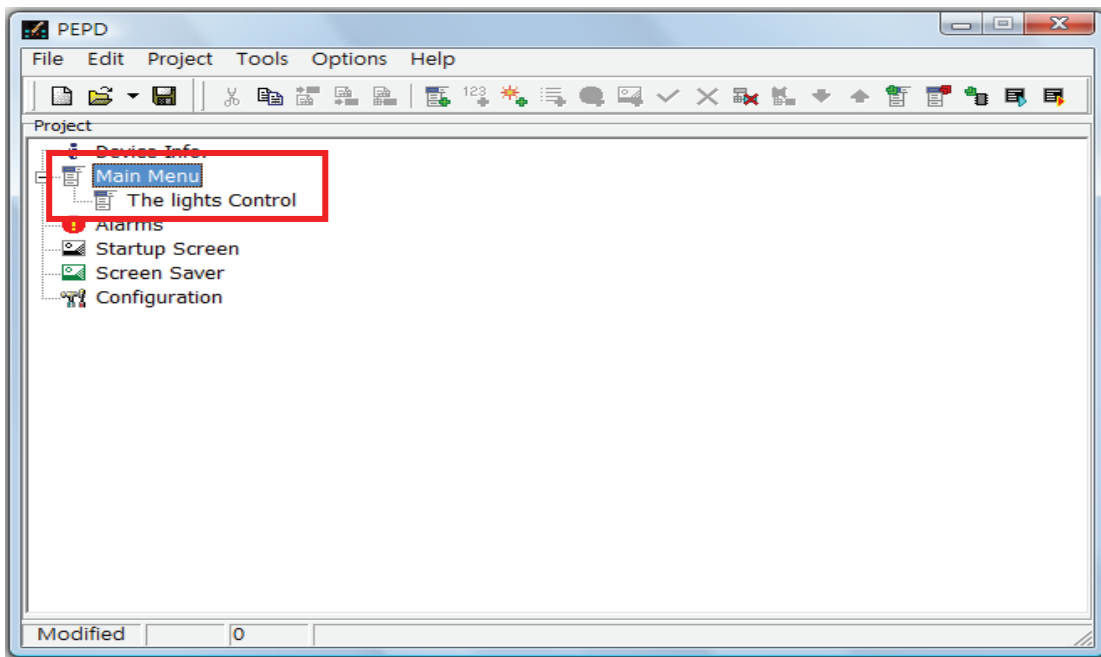 PEPD
File Edit Project Tools Options Help
123
Project
Device Info.
Main Menu
The lights Control
Alarms
Startup Screen
Screen Saver
Configuration
Modified 0